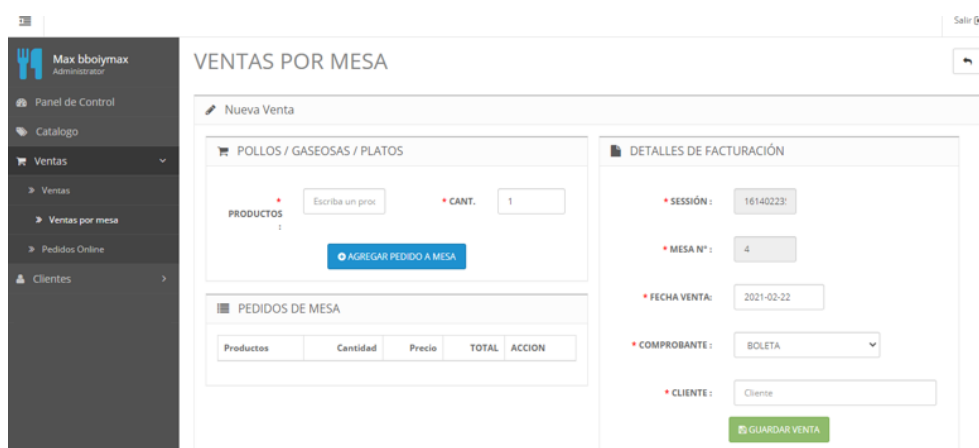 Salir
Max bboiymax
Administrator
Panel de Control
Catalogo
Ventas
Ventas
Ventas por mesa
Pedidos Online
Clientes
VENTAS POR MESA
Nueva Venta
POLLOS / GASEOSAS / PLATOS
* PRODUCTOS
:
Escriba un proc
* CANT.
1
AGREGAR PEDIDO A MESA
PEDIDOS DE MESA
Productos Cantidad Precio TOTAL ACCION
DETALLES DE FACTURACIÓN
* SESSIÓN :
* MESA N° : 4
* FECHA VENTA: 2021-02-22
* COMPROBANTE : BOLETA
* CLIENTE : Cliente
GUARDAR VENTA